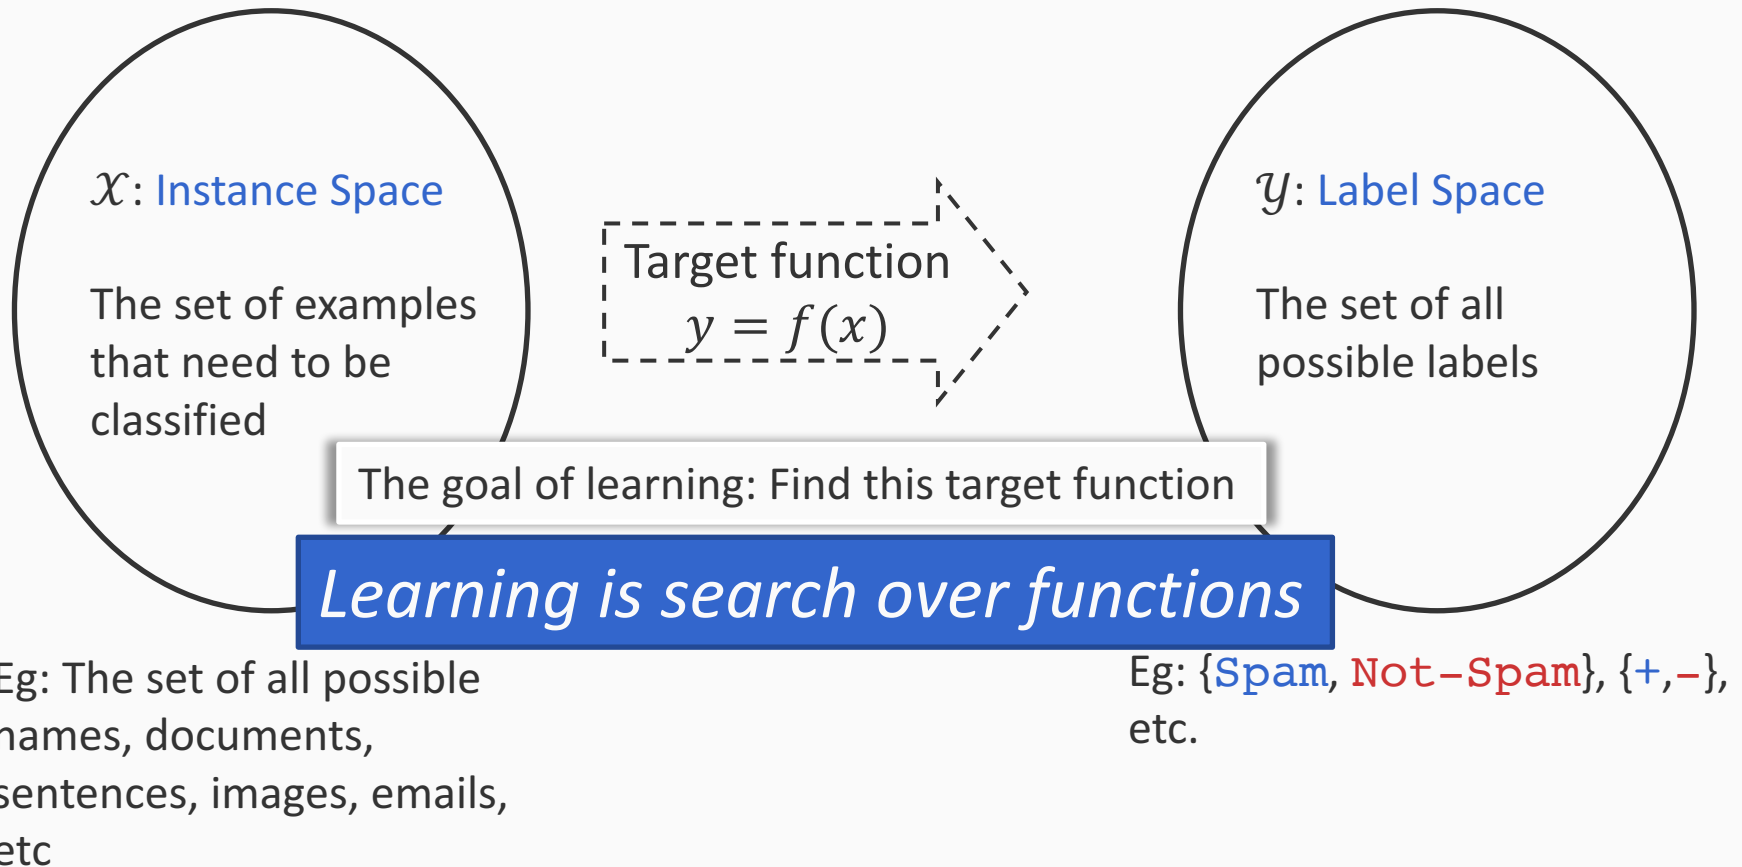 𝒳: Instance Space
The set of examples
that need to be
classified
Target function
y = f(x)
𝒴: Label Space
The set of all
possible labels
The goal of learning: Find this target function
Learning is search over functions
Eg: The set of all possible
names, documents,
sentences, images, emails,
etc
Eg: {Spam, Not-Spam}, {+,-},
etc.